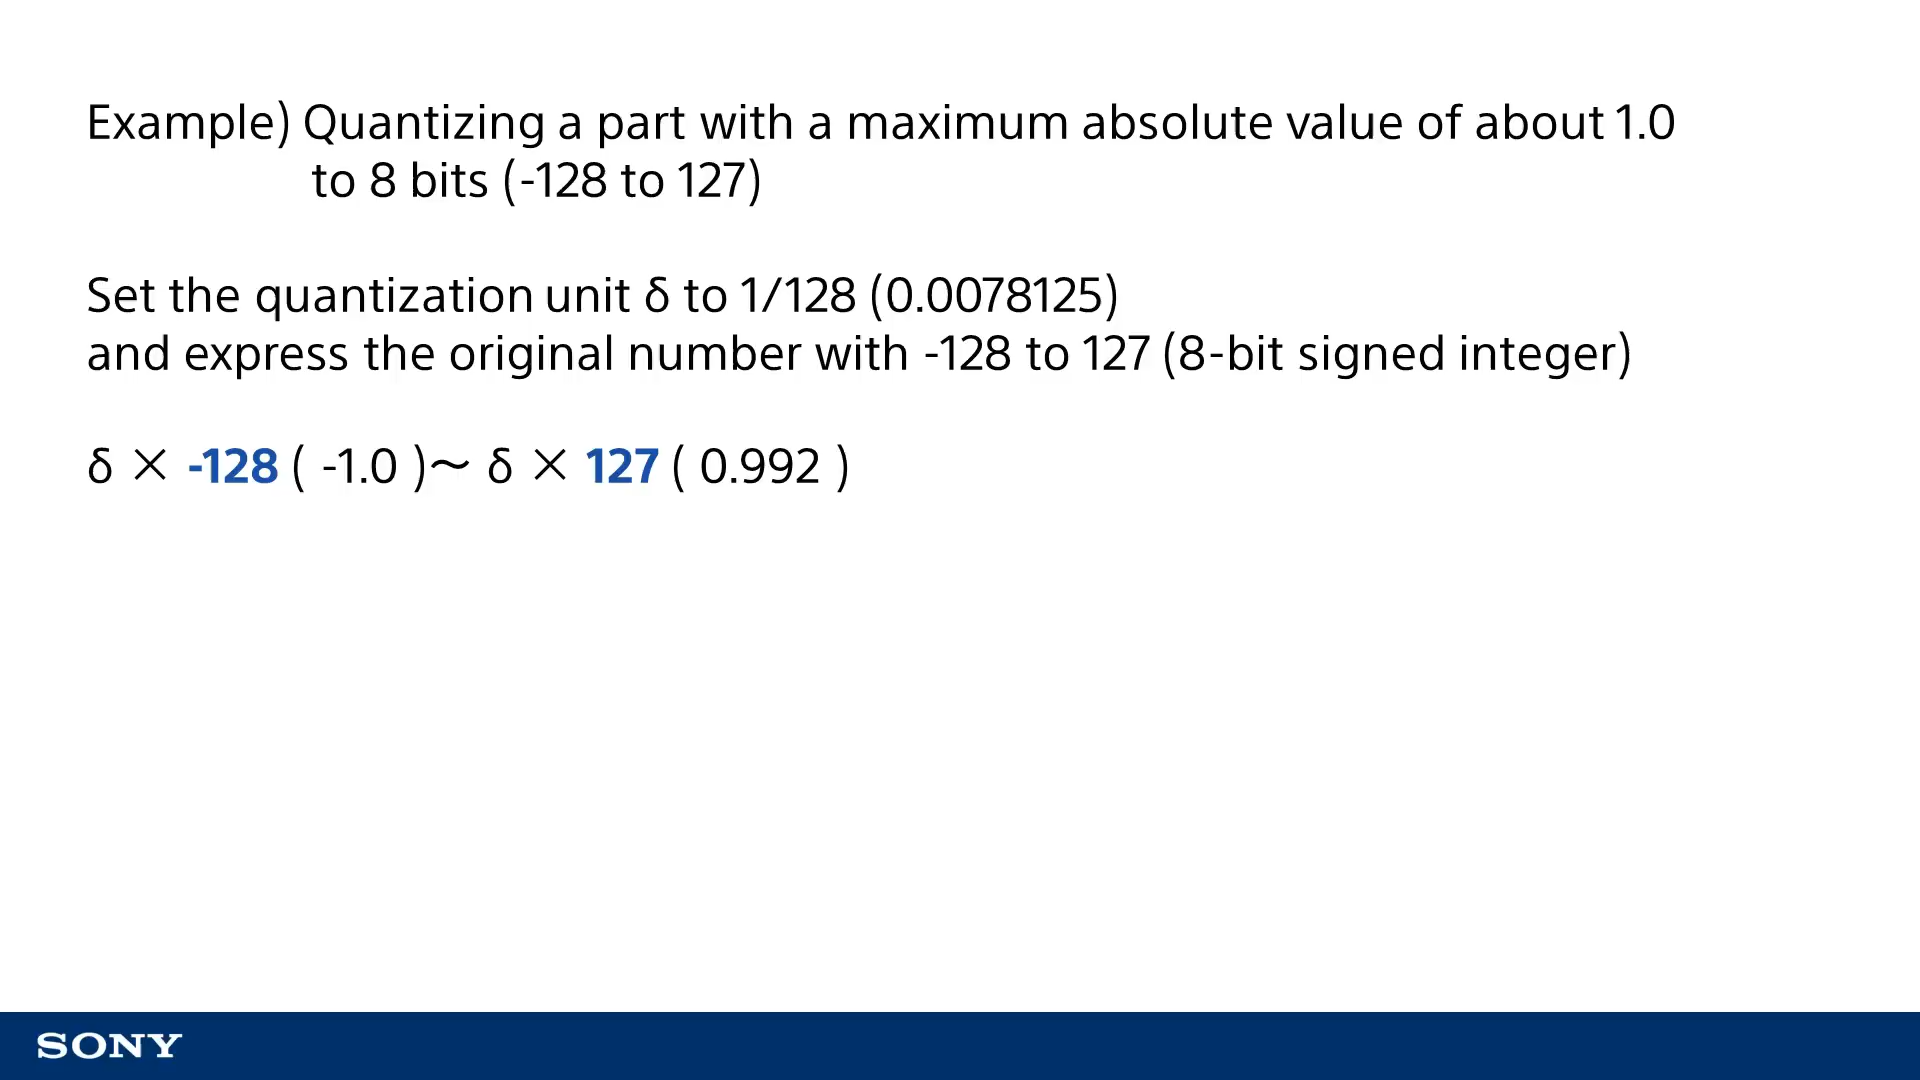 Example) Quantizing a part with a maximum absolute value of about 1.0
to 8 bits (-128 to 127)
Set the quantization unit δ to 1/128 (0.0078125)
and express the original number with -128 to 127 (8-bit signed integer)
δ × -128 ( -1.0 )〜 δ × 127 ( 0.992 )
SONY